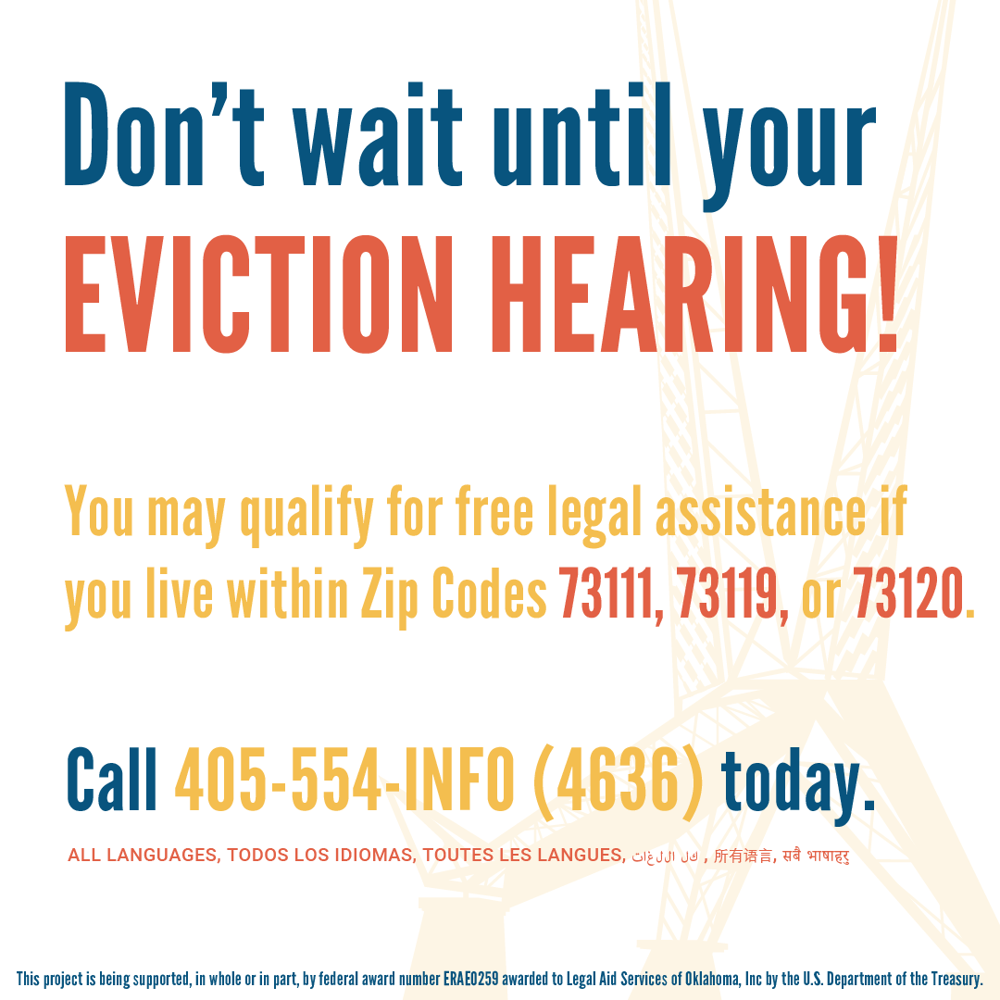 Don't wait until your
EVICTION HEARING!
You may qualify for free legal assistance if
you live within Zip Codes 73111, 73119, or 73120.
Call 405-554-INFO (4636) today.
ALL LANGUAGES, TODOS LOS IDIOMAS, TOUTES LES LANGUES, كل اللغات , 所有语言, सबै भाषाहरु
This project is being supported, in whole or in part, by federal award number ERAE0259 awarded to Legal Aid Services of Oklahoma, Inc by the U.S. Department of the Treasury.